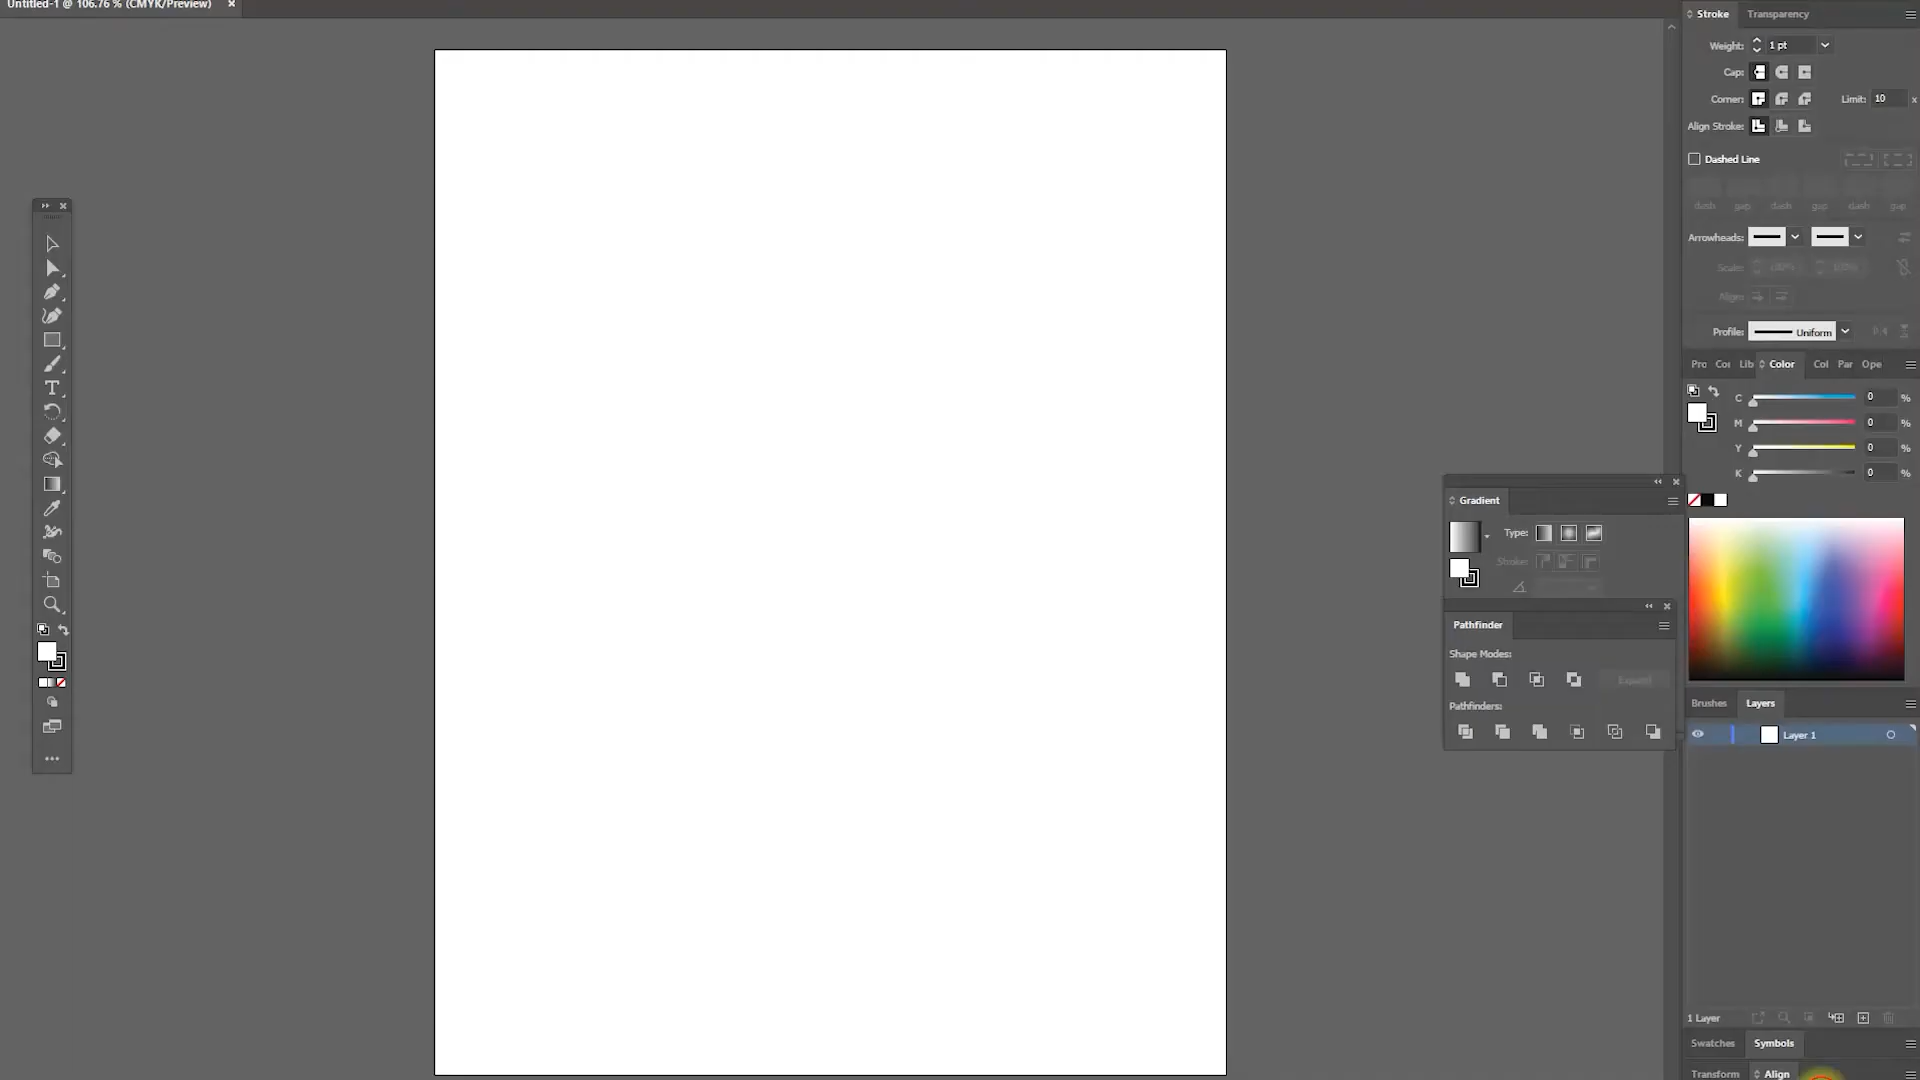 Untitled-1 @ 106.76 % (CMYK/Preview)
Stroke Transparency
Weight: 1 pt
Cap:
Corner: Limit: 10 x
Align Stroke:
Dashed Line
dash gap dash gap dash gap
Arrowheads:
Scale: 100% 100%
Align:
Profile: Uniform
Pro Col Lib Color Col Par Ope
C 0 %
M 0 %
Y 0 %
K 0 %
Gradient
Type:
Stroke:
Pathfinder
Shape Modes:
Expand
Pathfinders:
Brushes Layers
Layer 1
1 Layer
Swatches Symbols
Transform Align